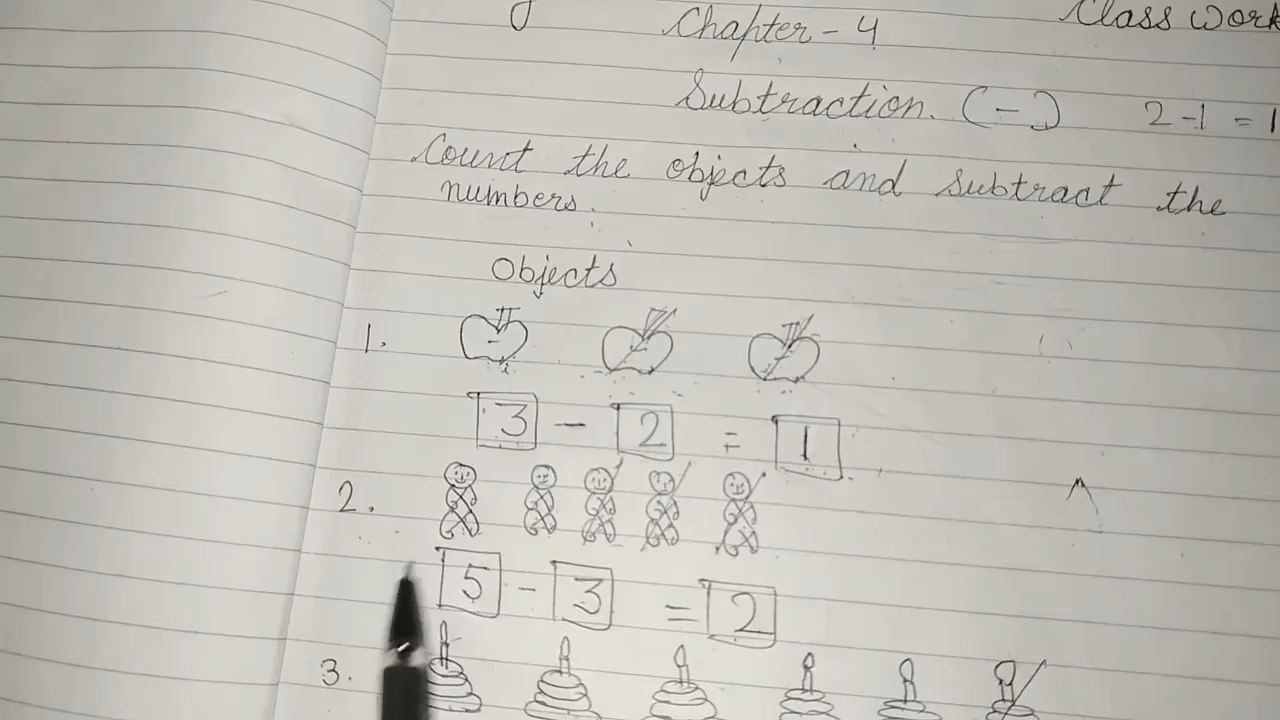 Class Work
Chapter - 4
Subtraction. (-) 2-1 = 1
Count the objects and subtract the
numbers.
Objects
1.
3 - 2 = 1
2.
5 - 3 = 2
3.